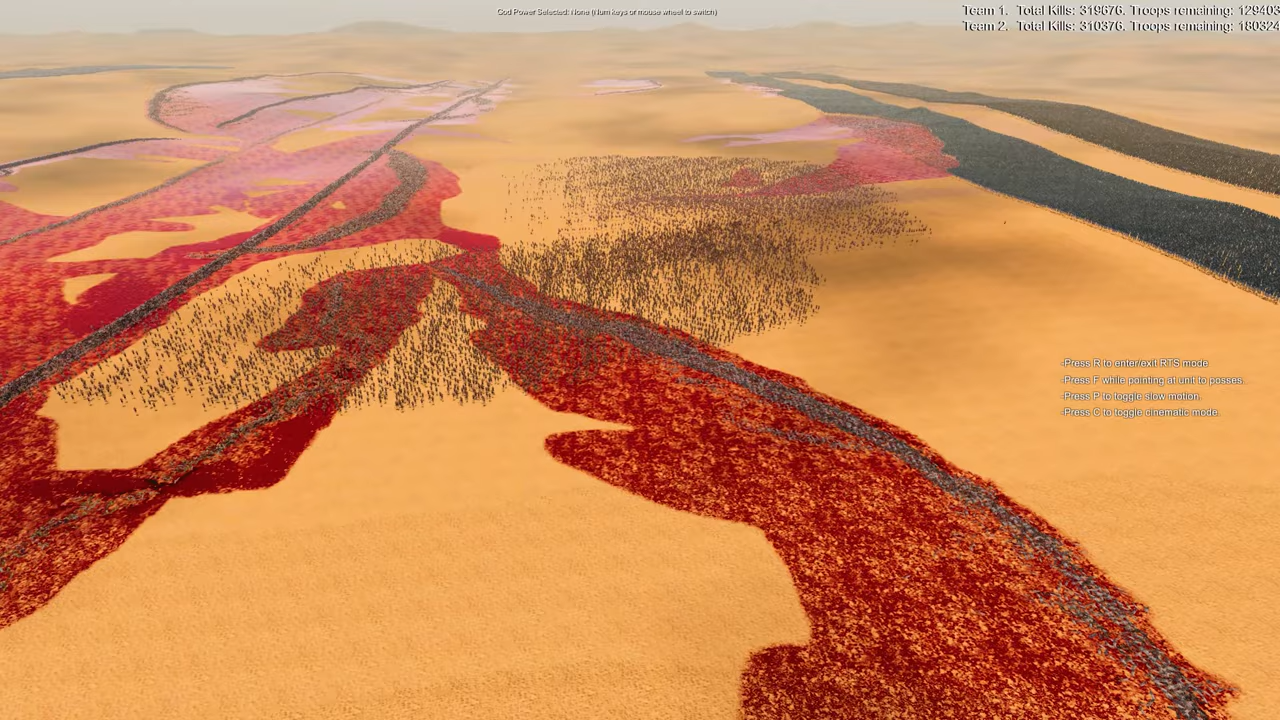 God Power Selected: None (Num keys or mouse wheel to switch)
Team 1. Total Kills: 319676. Troops remaining: 129403
Team 2. Total Kills: 310376. Troops remaining: 180324
-Press R to enter/exit RTS mode
-Press F while pointing at unit to posses.
-Press P to toggle slow motion.
-Press C to toggle cinematic mode.